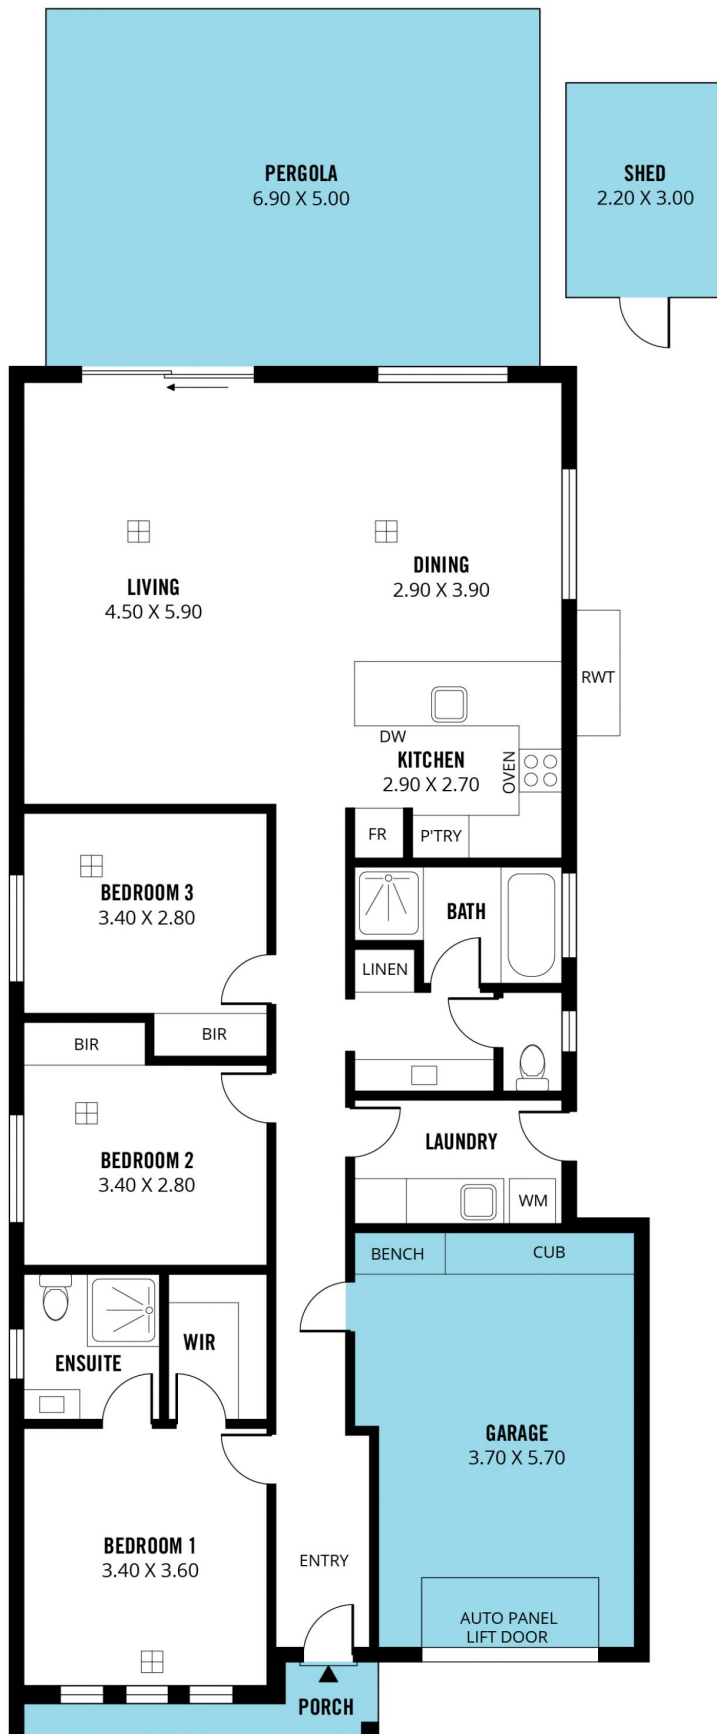 PERGOLA
6.90 X 5.00
SHED
2.20 X 3.00
LIVING
4.50 X 5.90
DINING
2.90 X 3.90
RWT
DW
KITCHEN
2.90 X 2.70
OVEN
FR
P'TRY
BEDROOM 3
3.40 X 2.80
BATH
LINEN
BIR
BIR
BEDROOM 2
3.40 X 2.80
LAUNDRY
WM
BENCH
CUB
ENSUITE
WIR
GARAGE
3.70 X 5.70
BEDROOM 1
3.40 X 3.60
ENTRY
AUTO PANEL
LIFT DOOR
PORCH